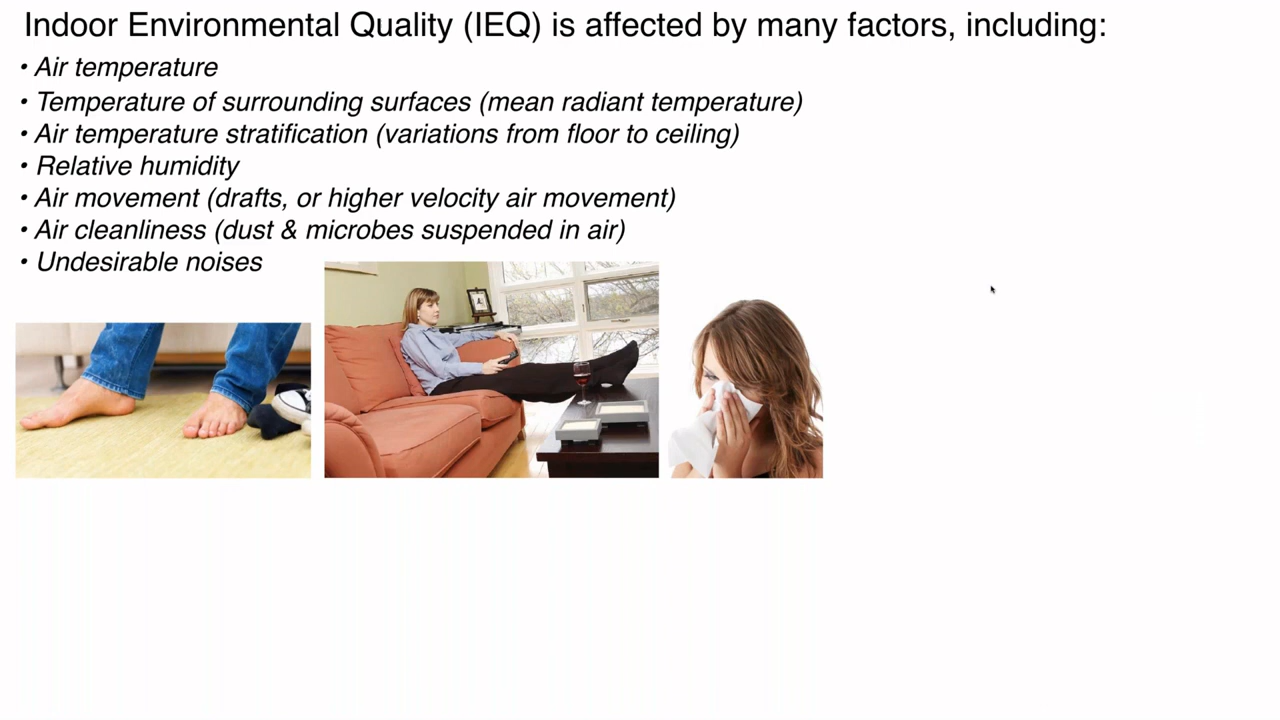 Indoor Environmental Quality (IEQ) is affected by many factors, including:
• Air temperature
• Temperature of surrounding surfaces (mean radiant temperature)
• Air temperature stratification (variations from floor to ceiling)
• Relative humidity
• Air movement (drafts, or higher velocity air movement)
• Air cleanliness (dust & microbes suspended in air)
• Undesirable noises